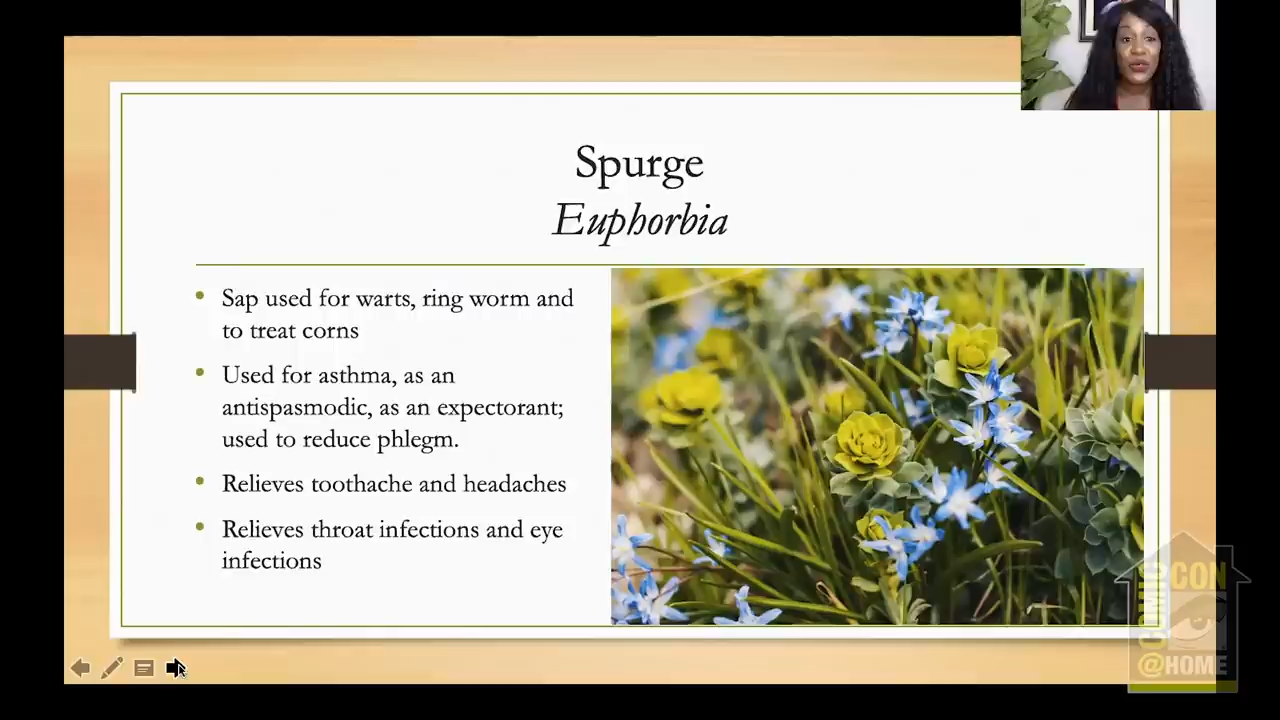 Spurge
Euphorbia
• Sap used for warts, ring worm and
to treat corns
• Used for asthma, as an
antispasmodic, as an expectorant;
used to reduce phlegm.
• Relieves toothache and headaches
• Relieves throat infections and eye
infections
COMIC
CON
@HOME